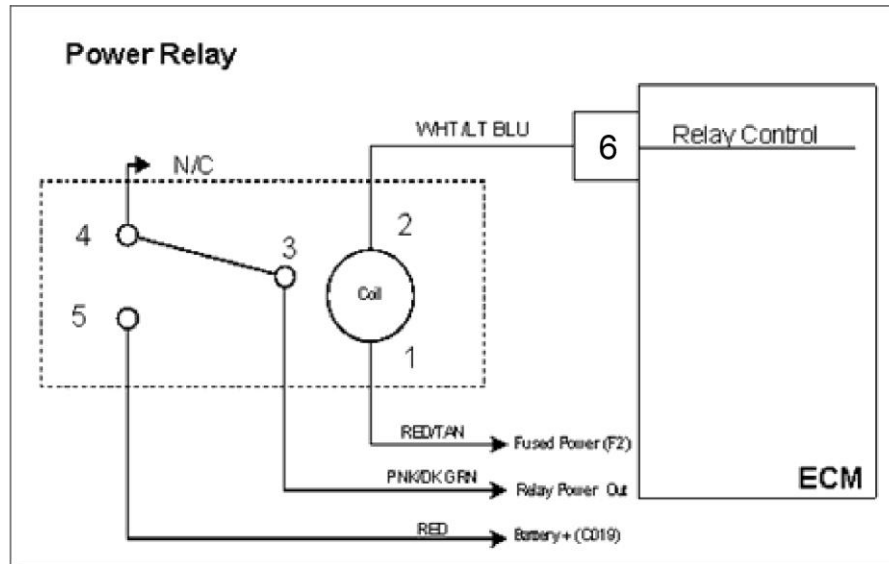 Power Relay
WHT/LT BLU
6
Relay Control
N/C
4
3
2
5
Coil
1
RED/TAN
Fused Power (F2)
PNK/DK GRN
Relay Power Out
ECM
RED
Battery + (C019)